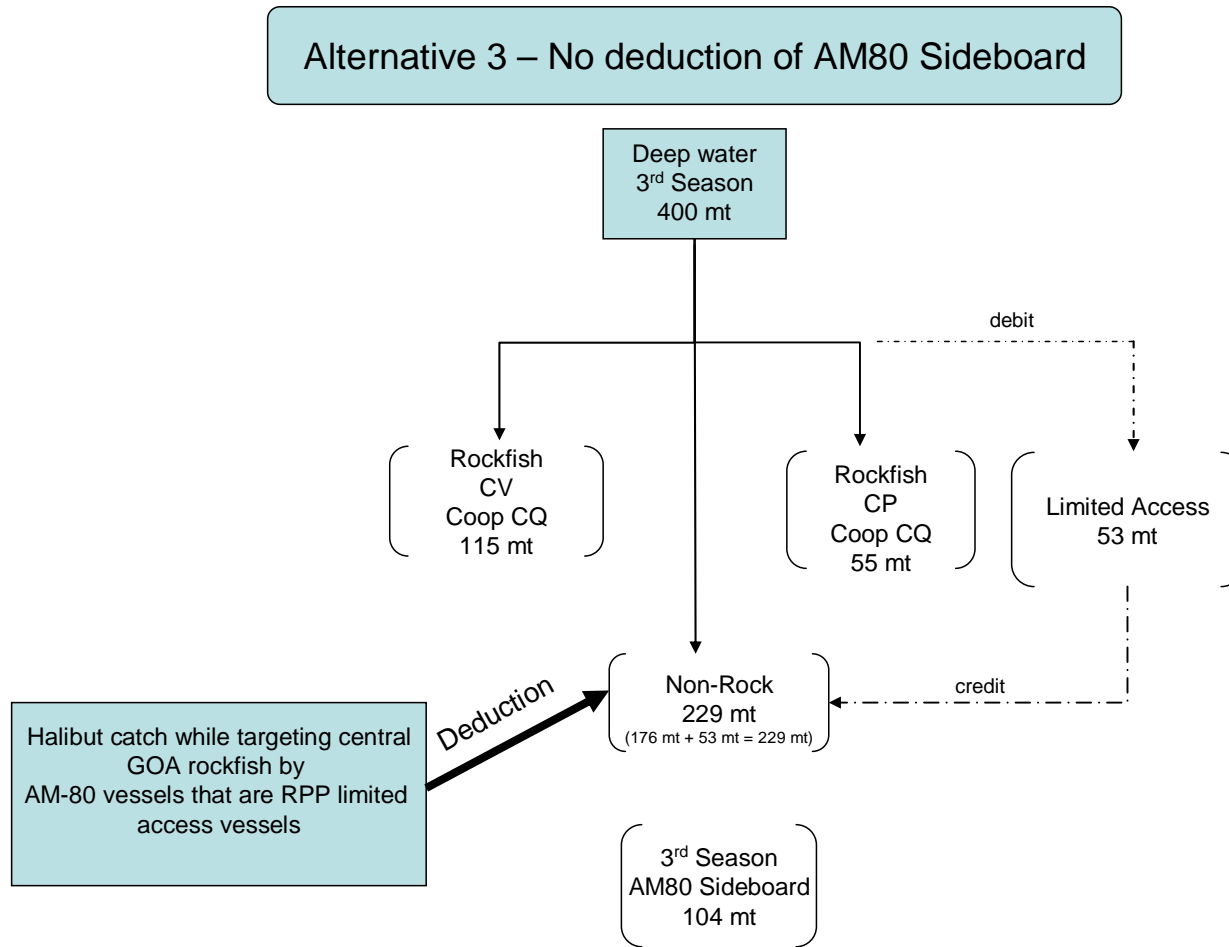 Alternative 3 – No deduction of AM80 Sideboard
Deep water
3rd Season
400 mt
debit
Rockfish
CV
Coop CQ
115 mt
Rockfish
CP
Coop CQ
55 mt
Limited Access
53 mt
Non-Rock
229 mt
(176 mt + 53 mt = 229 mt)
credit
Deduction
Halibut catch while targeting central
GOA rockfish by
AM-80 vessels that are RPP limited
access vessels
3rd Season
AM80 Sideboard
104 mt